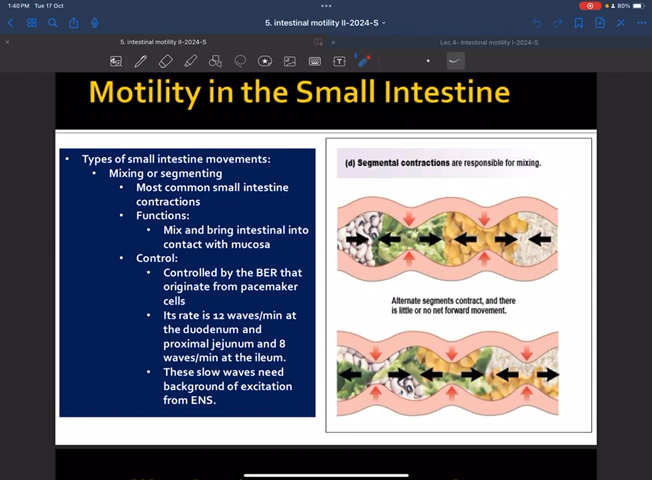 1:40 PM Tue 17 Oct
80%
5. intestinal motility II-2024-S
5. intestinal motility II-2024-S
Lec.4- Intestinal motility I-2024-S
Motility in the Small Intestine
• Types of small intestine movements:
• Mixing or segmenting
• Most common small intestine
contractions
• Functions:
• Mix and bring intestinal into
contact with mucosa
• Control:
• Controlled by the BER that
originate from pacemaker
cells
• Its rate is 12 waves/min at
the duodenum and
proximal jejunum and 8
waves/min at the ileum.
• These slow waves need
background of excitation
from ENS.
(d) Segmental contractions are responsible for mixing.
Alternate segments contract, and there
is little or no net forward movement.